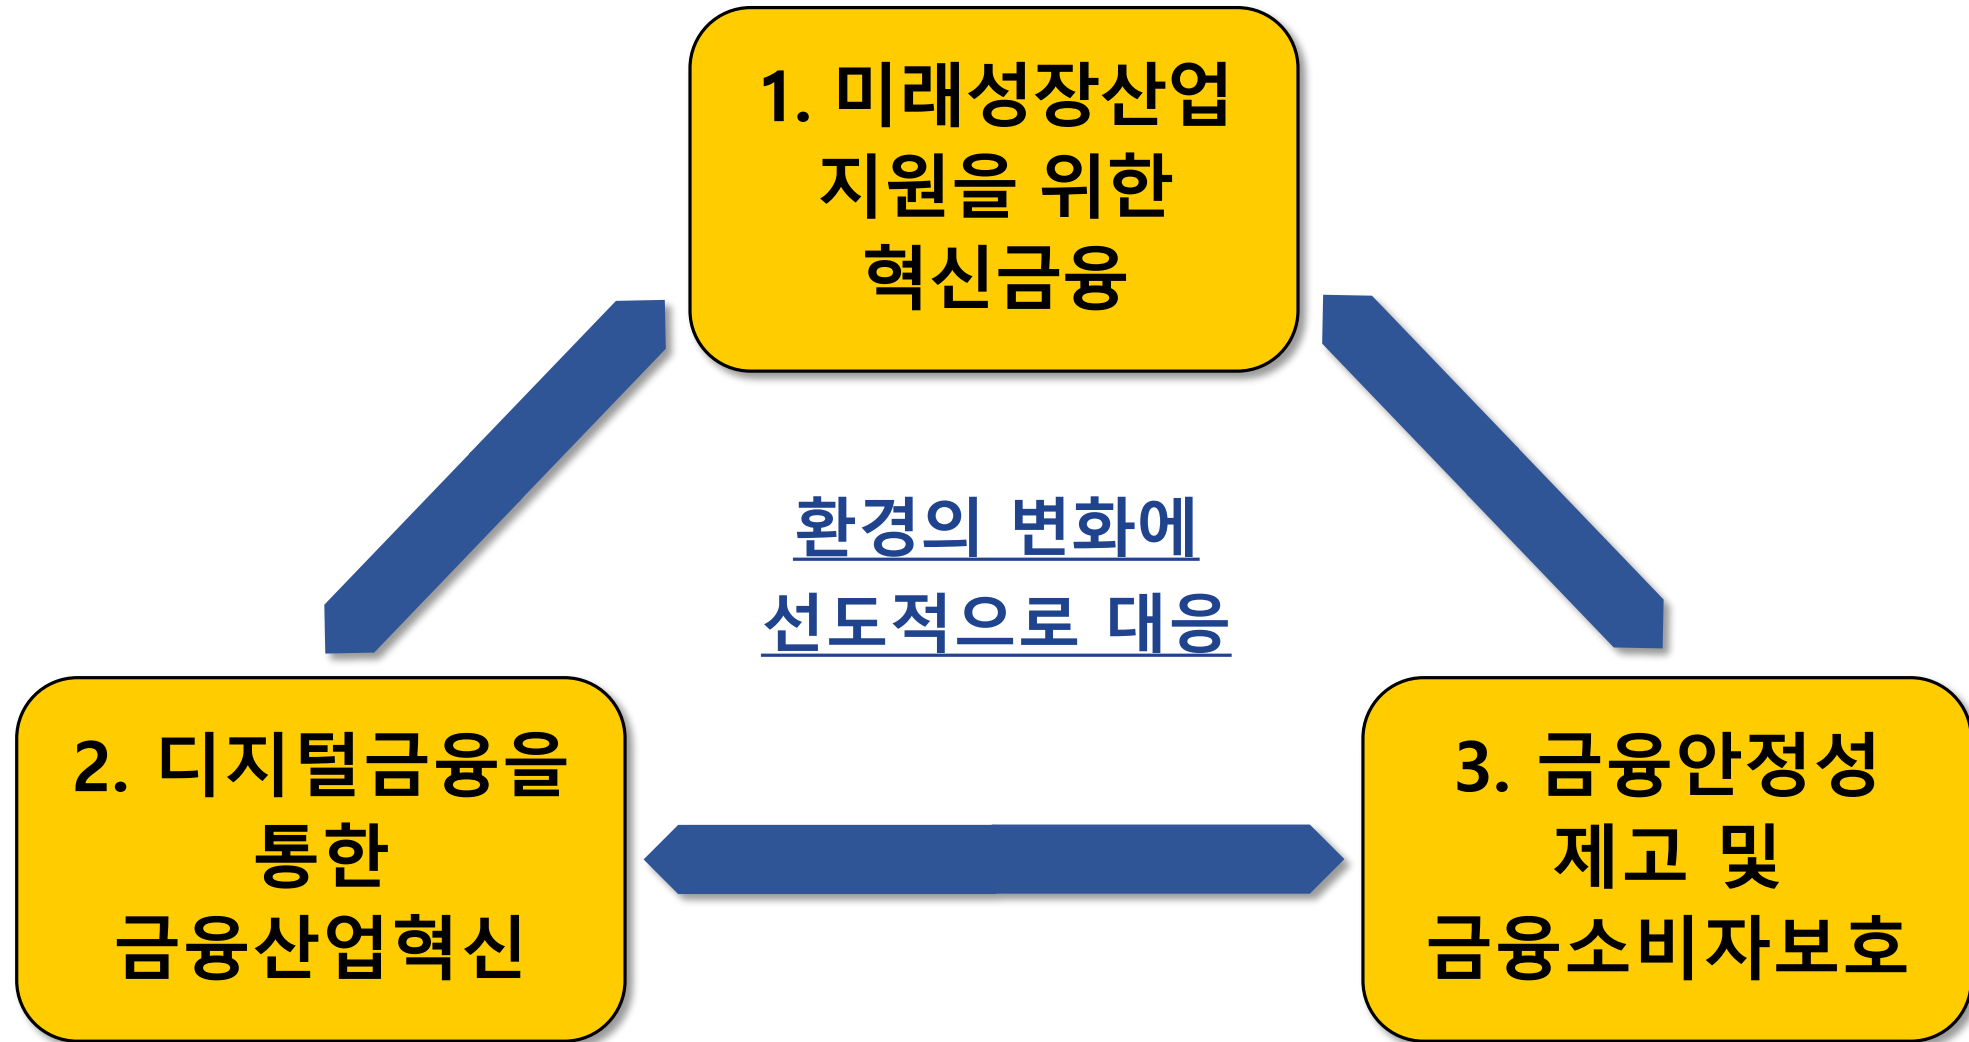 1. 미래성장산업
지원을 위한
혁신금융
환경의 변화에
선도적으로 대응
2. 디지털금융을
통한
금융산업혁신
3. 금융안정성
제고 및
금융소비자보호